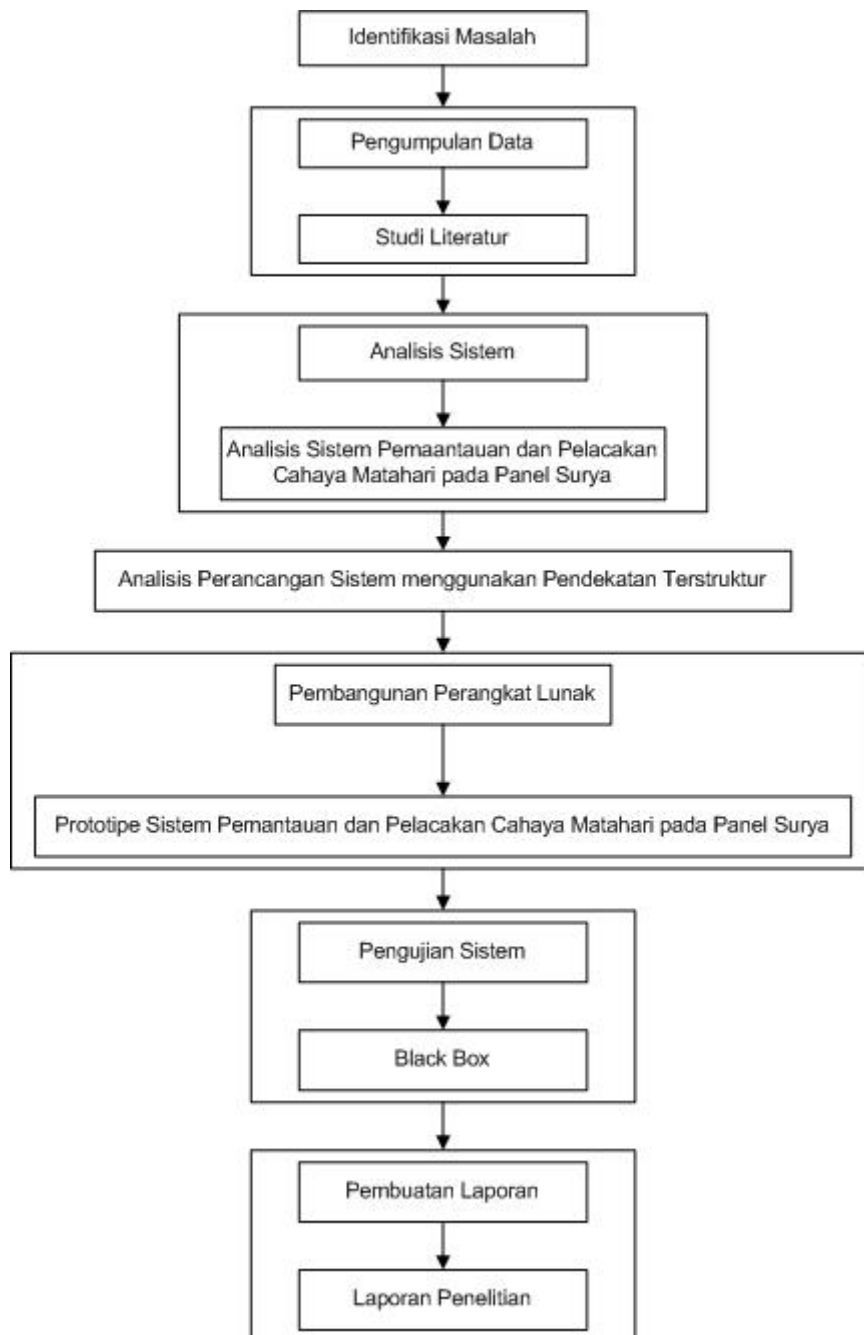 Identifikasi Masalah
Pengumpulan Data
Studi Literatur
Analisis Sistem
Analisis Sistem Pemaantauan dan Pelacakan
Cahaya Matahari pada Panel Surya
Analisis Perancangan Sistem menggunakan Pendekatan Terstruktur
Pembangunan Perangkat Lunak
Prototipe Sistem Pemantauan dan Pelacakan Cahaya Matahari pada Panel Surya
Pengujian Sistem
Black Box
Pembuatan Laporan
Laporan Penelitian